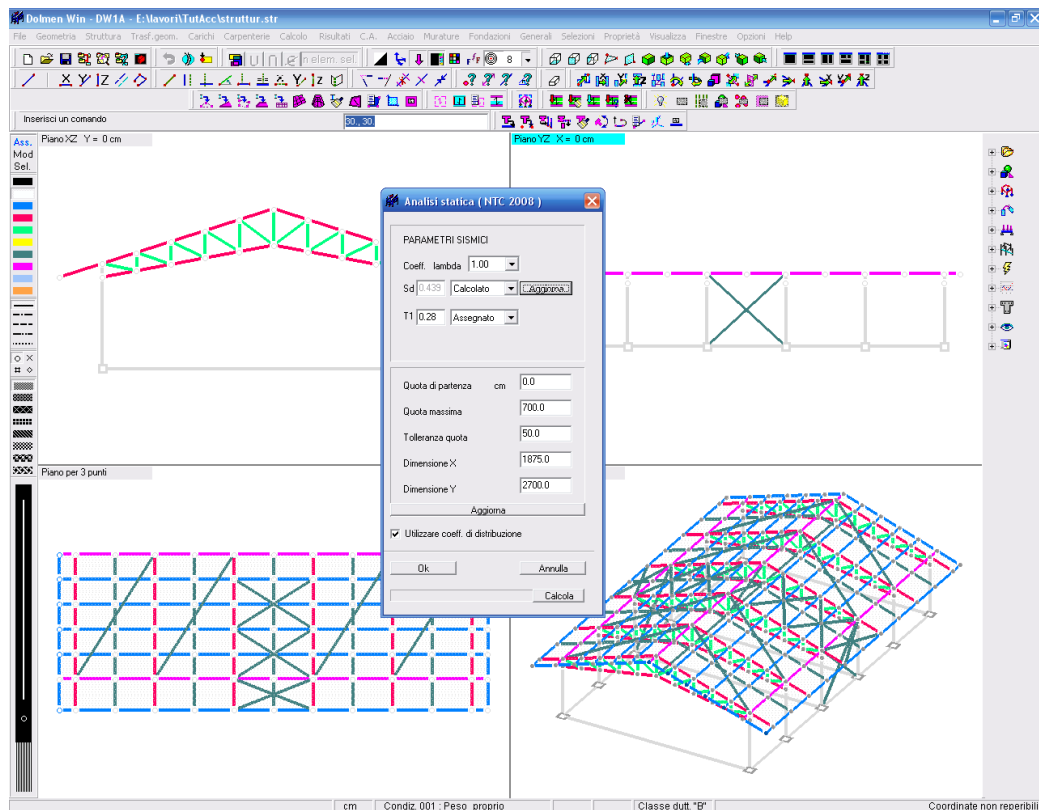 Dolmen Win - DW1A - E:\lavori\TutAcc\struttur.str
File Geometria Struttura Trasf.geom. Carichi Carpenterie Calcolo Risultati C.A. Acciaio Murature Fondazioni Generali Selezioni Proprietà Visualizza Finestre Opzioni Help
n elem. sel.
8
Inserisci un comando
30.,30.
Ass.
Mod
Sel.
Piano XZ Y = 0 cm
Piano YZ X = 0 cm
Analisi statica ( NTC 2008 )
PARAMETRI SISMICI
Coeff. lambda 1.00
Sd 0.439 Calcolato Aggiorna
T1 0.28 Assegnato
Quota di partenza cm 0.0
Quota massima 700.0
Tolleranza quota 50.0
Dimensione X 1875.0
Dimensione Y 2700.0
Aggiorna
Utilizzare coeff. di distribuzione
Ok Annulla
Calcola
Piano per 3 punti
cm Condiz. 001 : Peso proprio Classe dutt. "B" Coordinate non reperibili